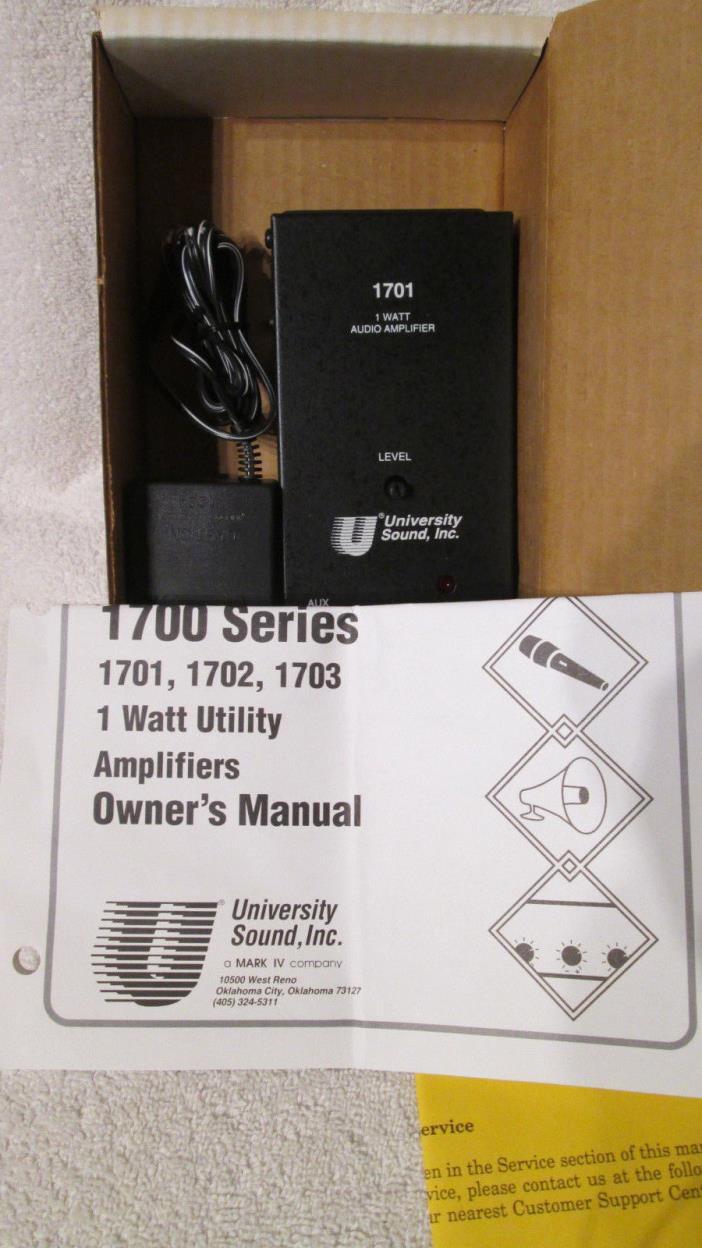 1701
1 WATT
AUDIO AMPLIFIER
LEVEL
®University
Sound, Inc.
AUX
1700 Series
1701, 1702, 1703
1 Watt Utility
Amplifiers
Owner's Manual
®University
Sound, Inc.
a MARK IV company
10500 West Reno
Oklahoma City, Oklahoma 73127
(405) 324-5311
ervice
en in the Service section of this ma
vice, please contact us at the follo
ur nearest Customer Support Cen